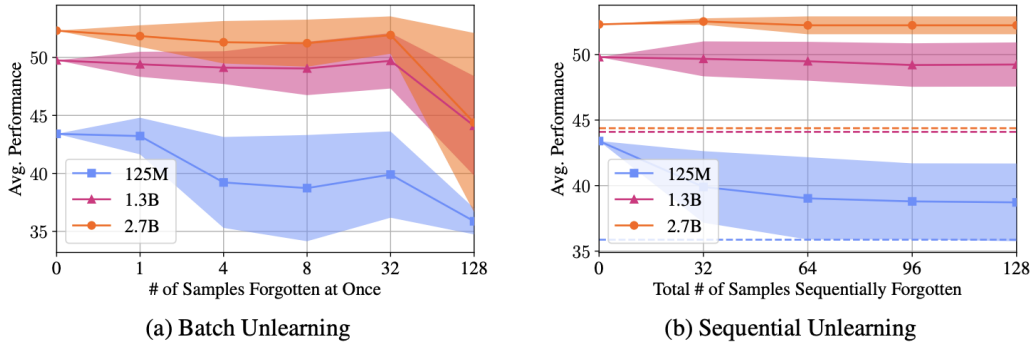 Avg. Performance
50
45
40
35
125M
1.3B
2.7B
0
1
4
8
32
128
# of Samples Forgotten at Once
(a) Batch Unlearning
Avg. Performance
50
45
40
35
125M
1.3B
2.7B
0
32
64
96
128
Total # of Samples Sequentially Forgotten
(b) Sequential Unlearning